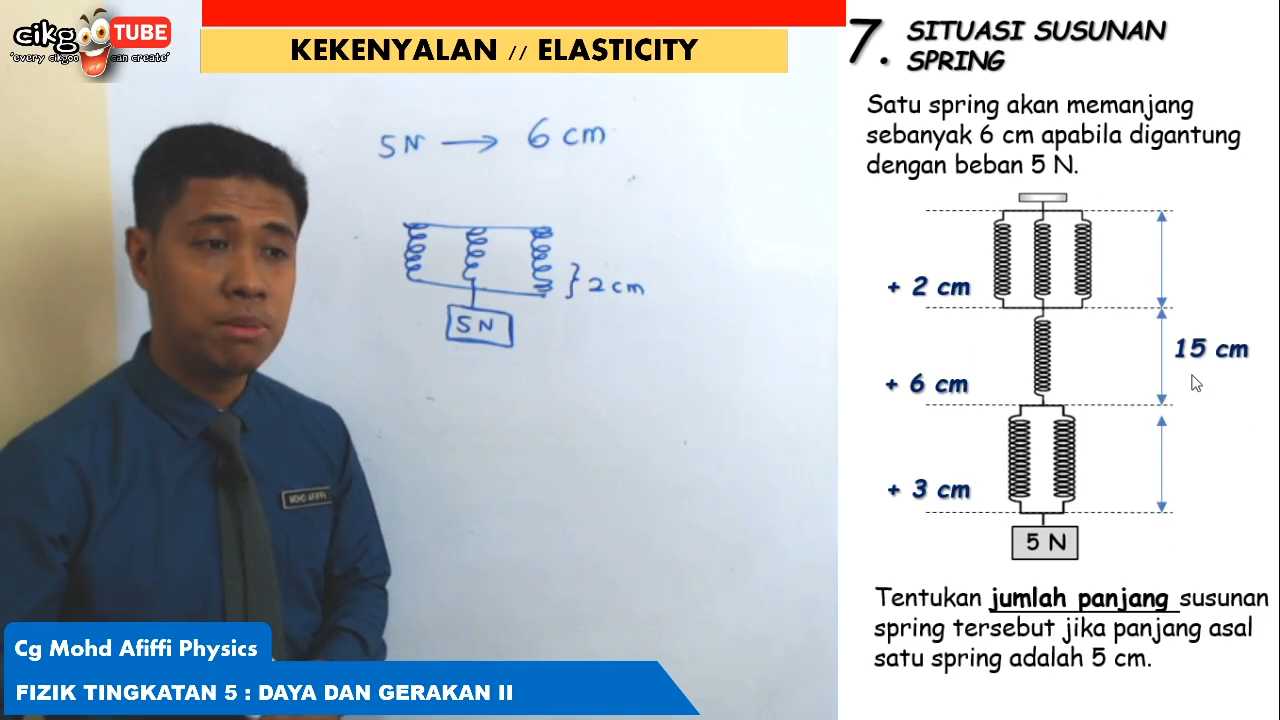 cikgoo TUBE
'every cikgoo can create'
KEKENYALAN // ELASTICITY
5N → 6 cm
2 cm
5N
MOHD AFIFFI
Cg Mohd Afiffi Physics
FIZIK TINGKATAN 5 : DAYA DAN GERAKAN II
7. SITUASI SUSUNAN
SPRING
Satu spring akan memanjang
sebanyak 6 cm apabila digantung
dengan beban 5 N.
+ 2 cm
15 cm
+ 6 cm
+ 3 cm
5 N
Tentukan jumlah panjang susunan
spring tersebut jika panjang asal
satu spring adalah 5 cm.